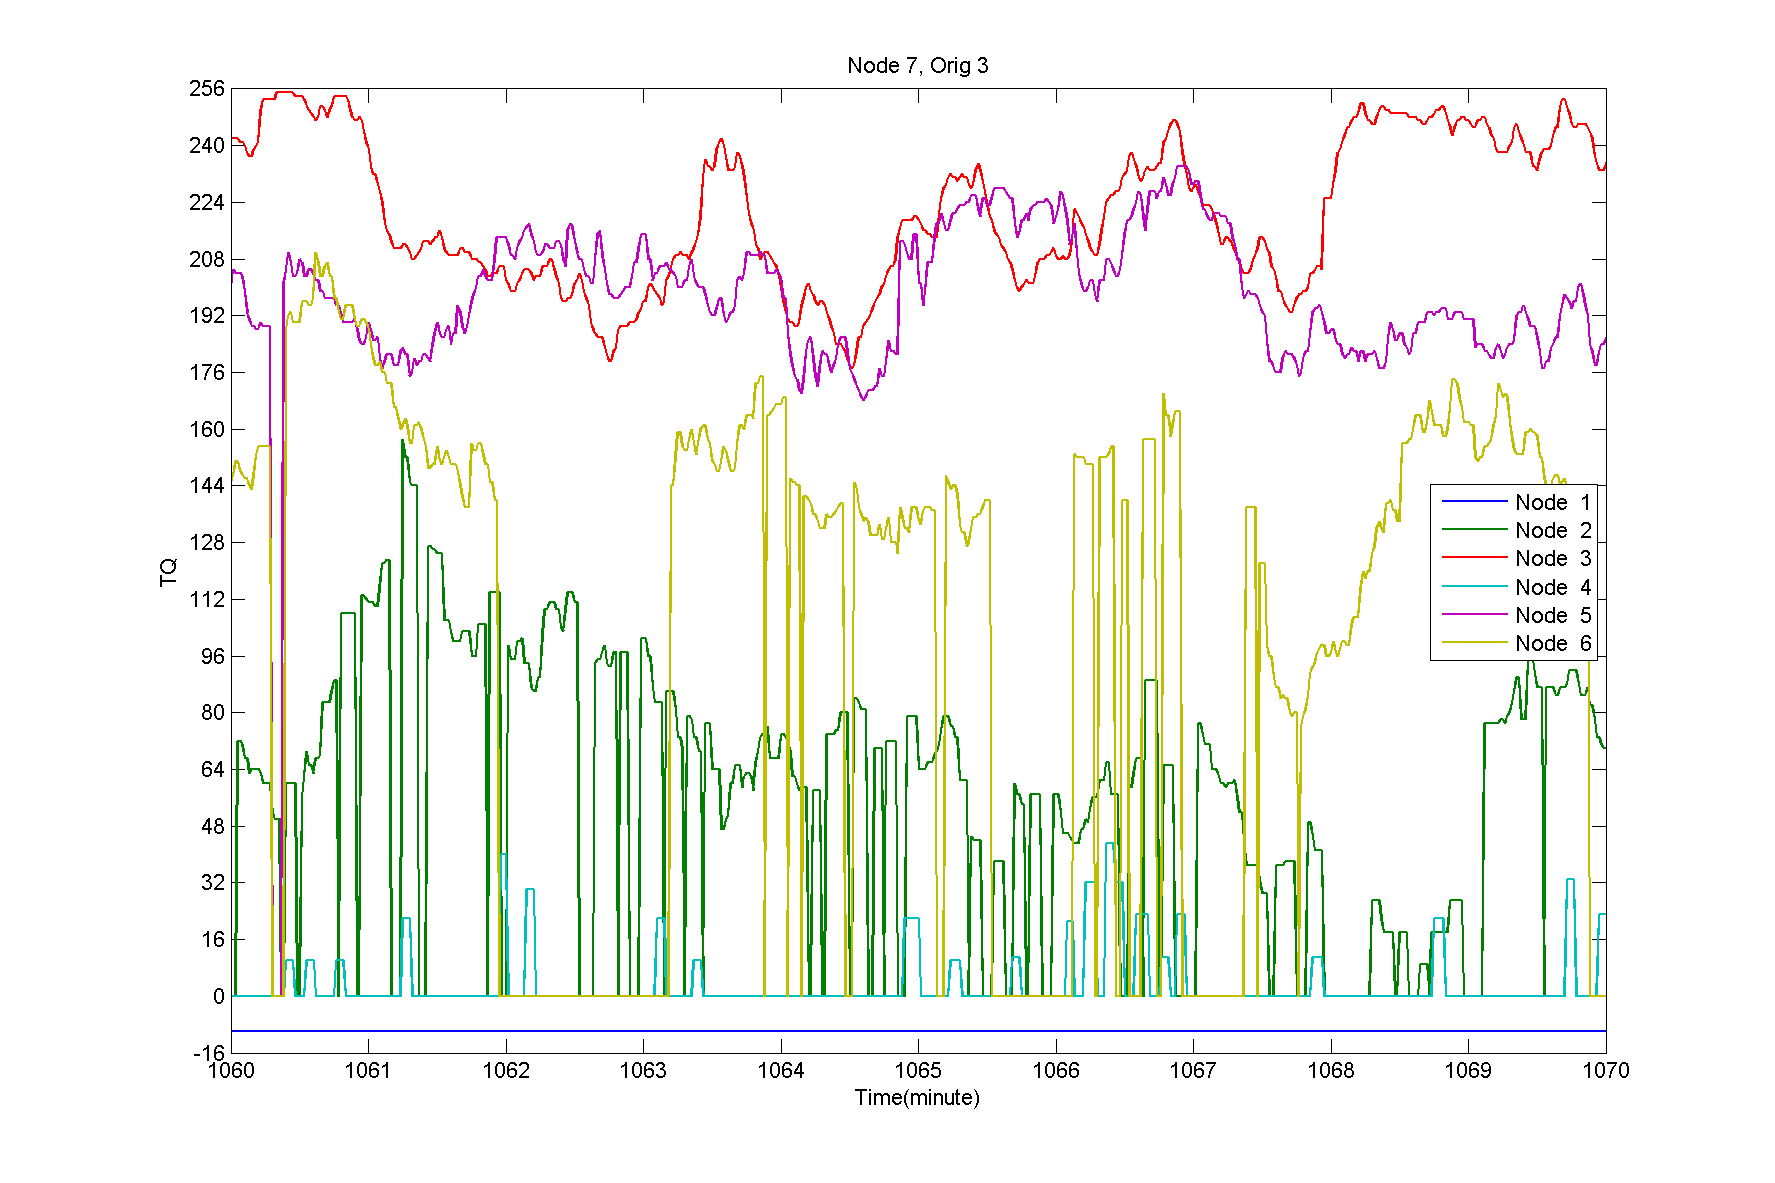 Node 7, Orig 3
256
240
224
208
192
176
160
144
128
112
96
80
64
48
32
16
0
-16
TQ
1060 1061 1062 1063 1064 1065 1066 1067 1068 1069 1070
Time(minute)
Node 1
Node 2
Node 3
Node 4
Node 5
Node 6